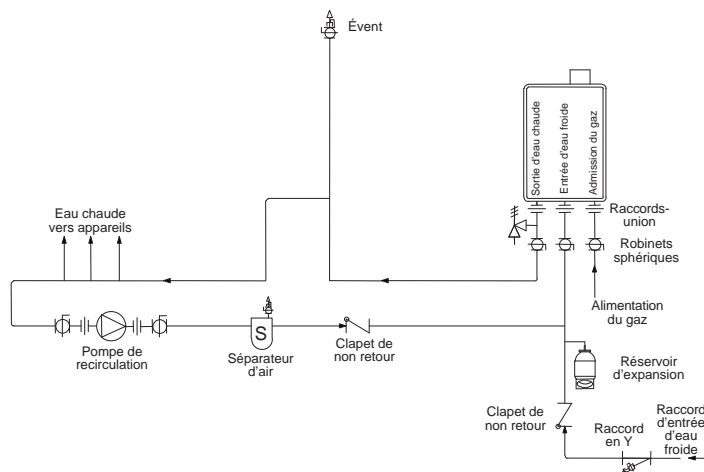 Évent
Sortie d'eau chaude
Entrée d'eau froide
Admission du gaz
Raccords-
union
Robinets
sphériques
Eau chaude
vers appareils
Alimentation
du gaz
Pompe de
recirculation
S
Séparateur
d'air
Clapet de
non retour
Réservoir
d'expansion
Clapet de
non retour
Raccord
en Y
Raccord
d'entrée
d'eau
froide